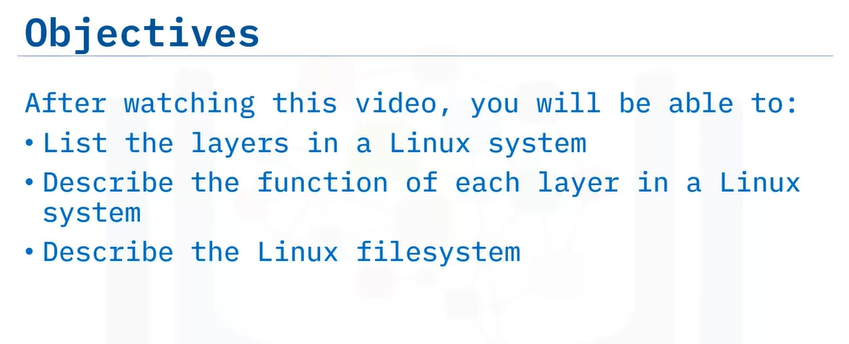 Objectives
After watching this video, you will be able to:
• List the layers in a Linux system
• Describe the function of each layer in a Linux
system
• Describe the Linux filesystem